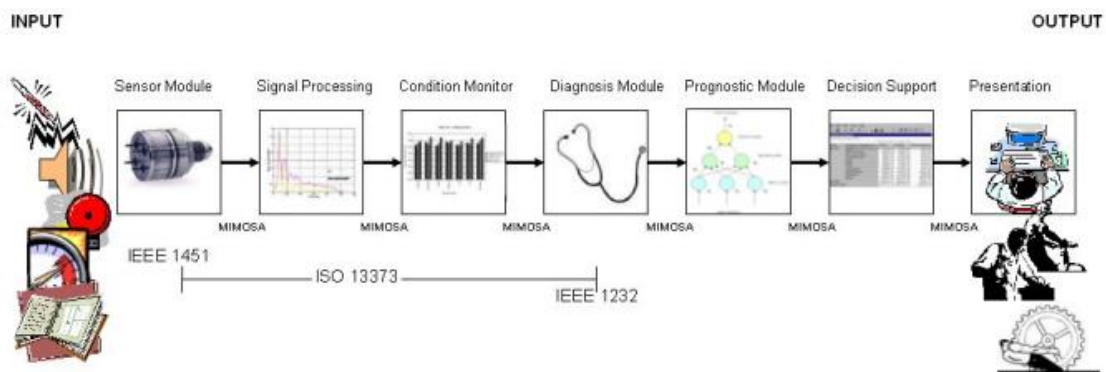 INPUT
OUTPUT
Sensor Module
Signal Processing
Condition Monitor
Diagnosis Module
Prognostic Module
Decision Support
Presentation
MIMOSA
MIMOSA
MIMOSA
MIMOSA
MIMOSA
MIMOSA
IEEE 1451
ISO 13373
IEEE 1232